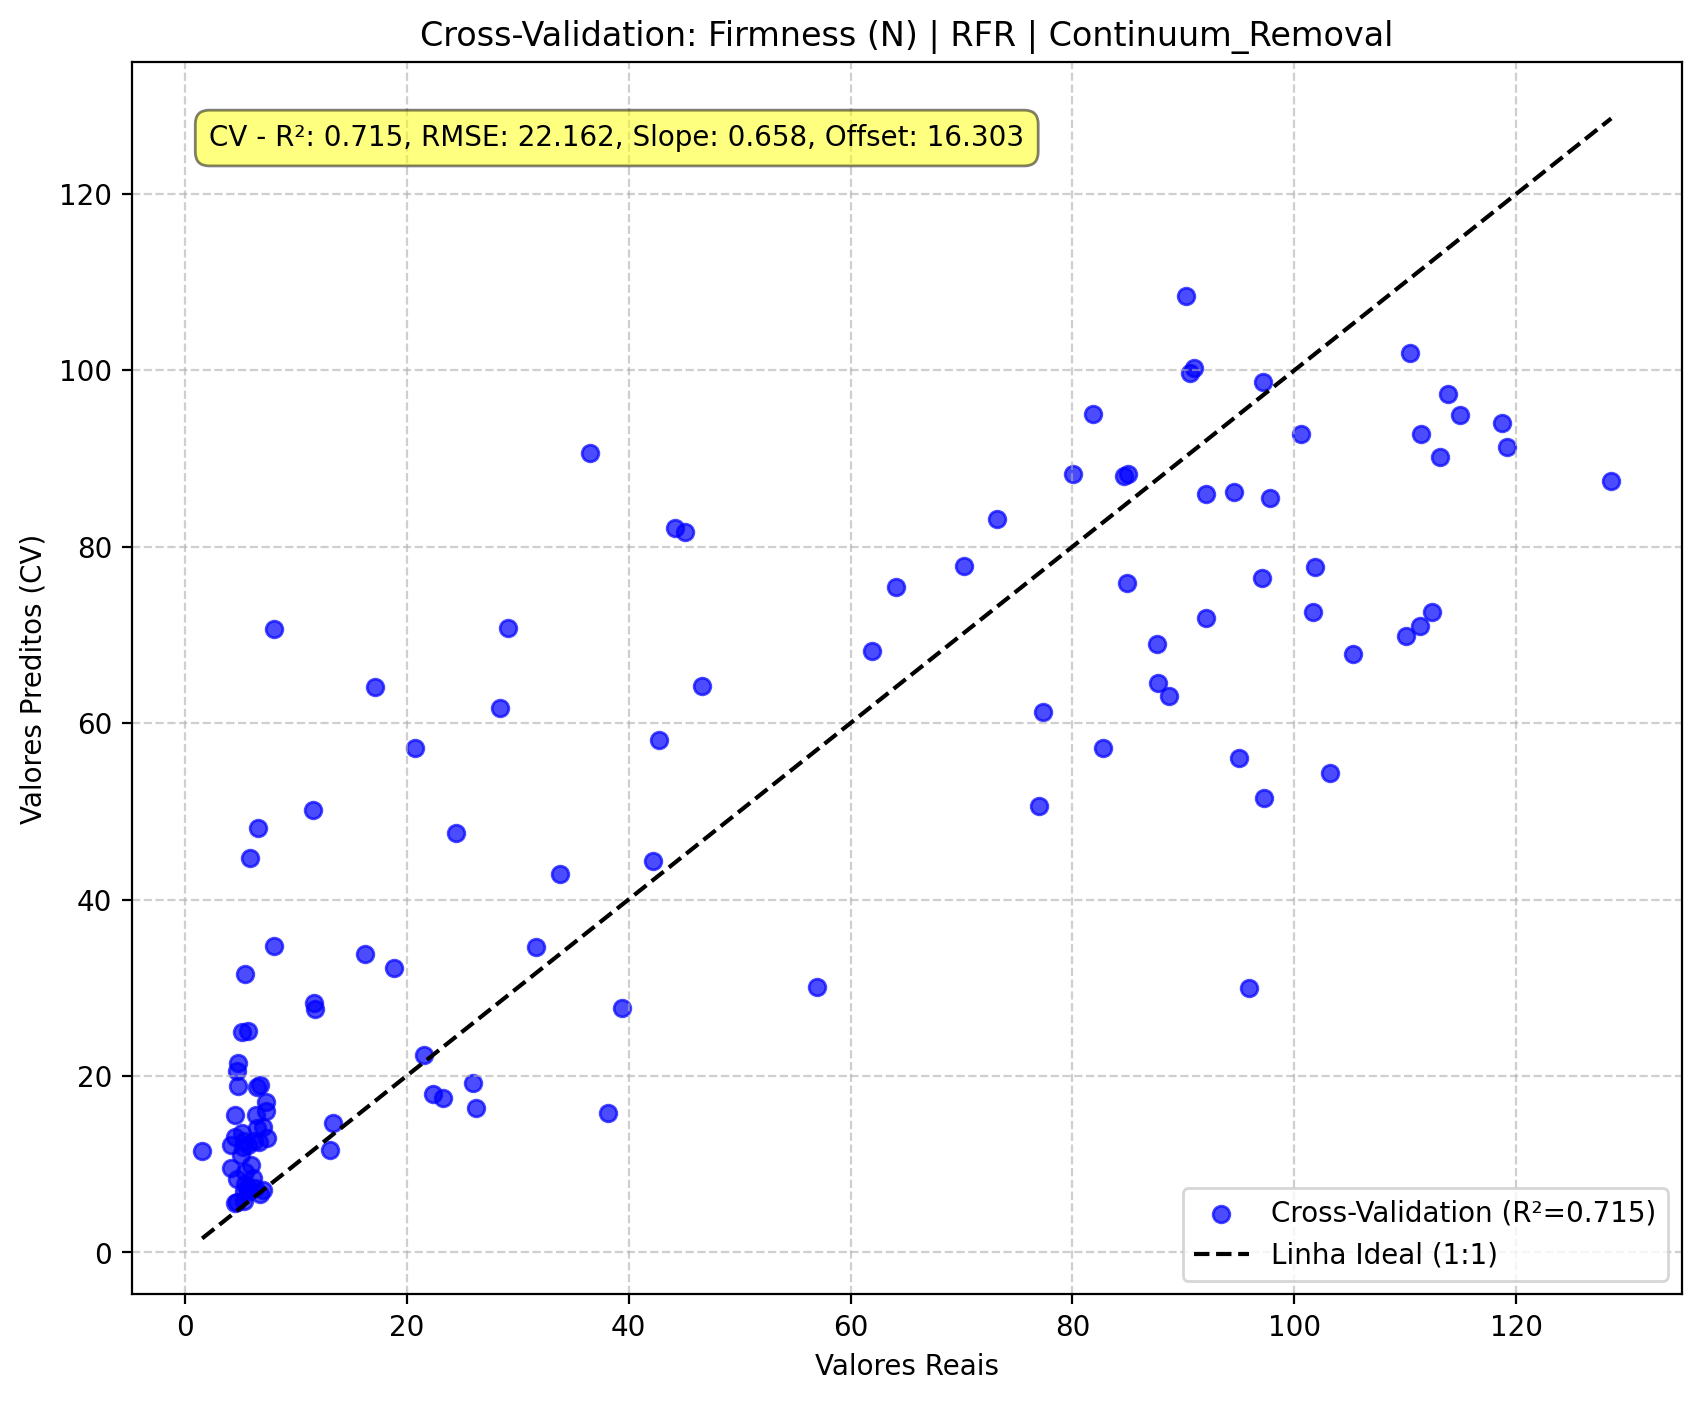 Cross-Validation: Firmness (N) | RFR | Continuum_Removal
CV - R²: 0.715, RMSE: 22.162, Slope: 0.658, Offset: 16.303
Valores Preditos (CV)
120
100
80
60
40
20
0
0 20 40 60 80 100 120
Valores Reais
Cross-Validation (R²=0.715)
Linha Ideal (1:1)